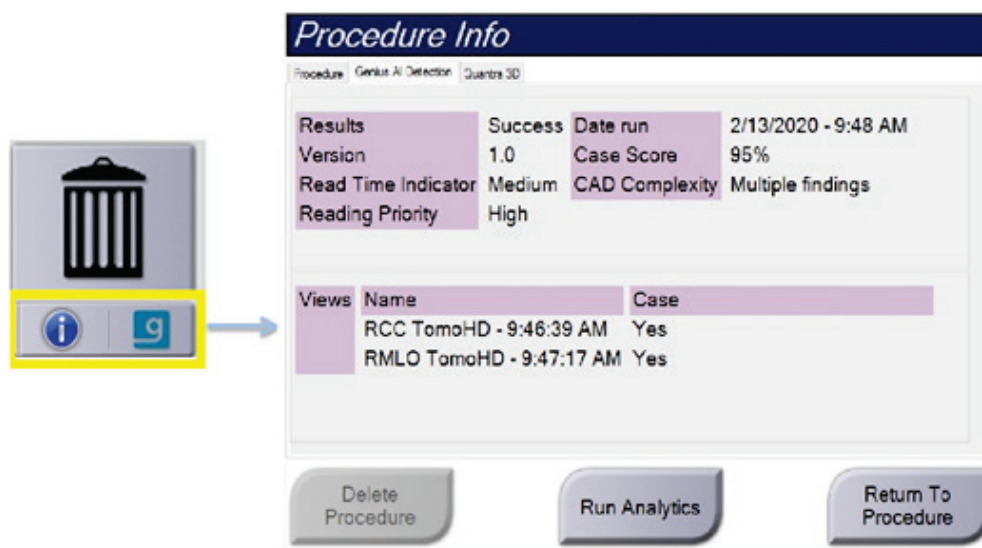 Procedure Info
Procedure Genius AI Detection Quantra 3D
Results Success Date run 2/13/2020 - 9:48 AM
Version 1.0 Case Score 95%
Read Time Indicator Medium CAD Complexity Multiple findings
Reading Priority High
Views Name Case
RCC TomoHD - 9:46:39 AM Yes
RMLO TomoHD - 9:47:17 AM Yes
i g
Delete
Procedure
Run Analytics
Return To
Procedure